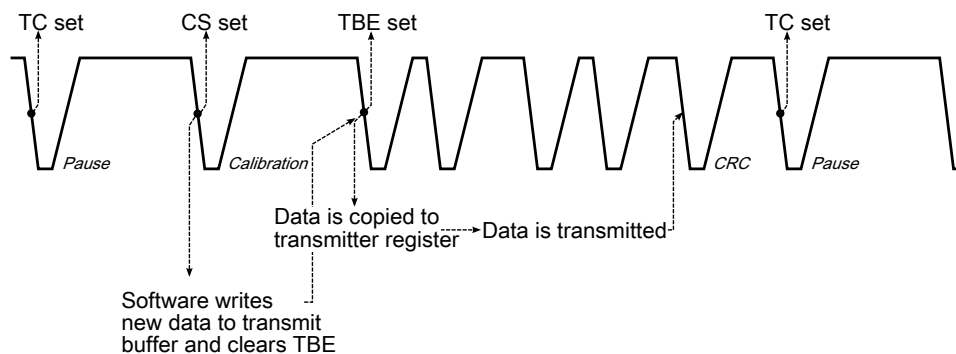 TC set
CS set
TBE set
TC set
Pause
Calibration
CRC
Pause
Data is copied to
transmitter register
Data is transmitted
Software writes
new data to transmit
buffer and clears TBE